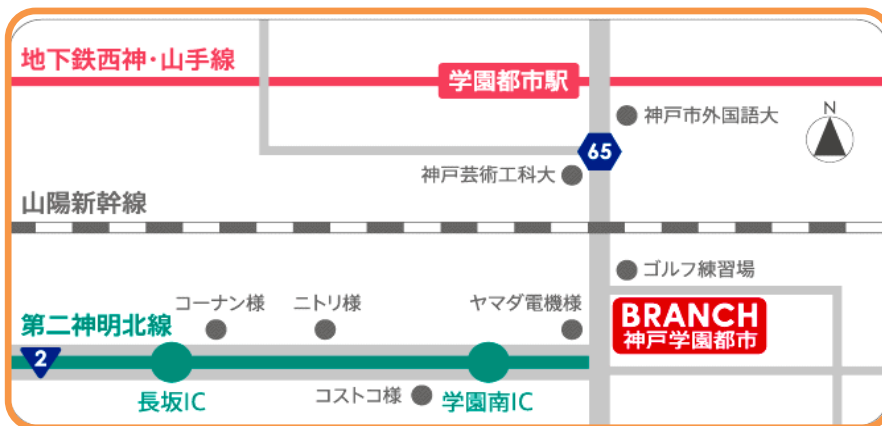 地下鉄西神・山手線
学園都市駅
神戸市外国語大
N
65
神戸芸術工科大
山陽新幹線
ゴルフ練習場
コーナン様
ニトリ様
ヤマダ電機様
BRANCH
神戸学園都市
第二神明北線
2
長坂IC
コストコ様
学園南IC